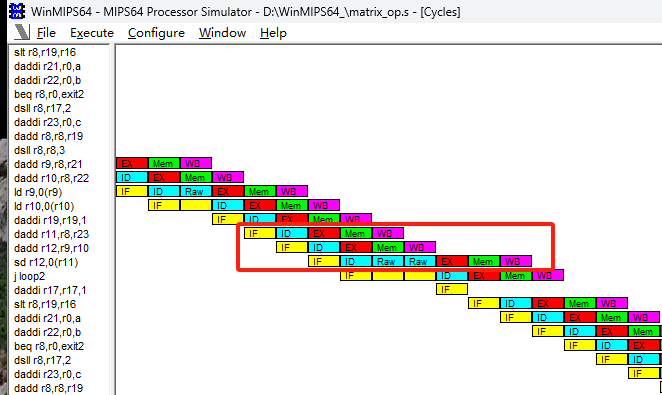 WinMIPS64 - MIPS64 Processor Simulator - D:\WinMIPS64_\matrix_op.s - [Cycles]
File Execute Configure Window Help
slt r8,r19,r16
daddi r21,r0,a
daddi r22,r0,b
beq r8,r0,exit2
dsll r8,r17,2
daddi r23,r0,c
dadd r8,r8,r19
dsll r8,r8,3
dadd r9,r8,r21 EX Mem WB
dadd r10,r8,r22 ID EX Mem WB
ld r9,0(r9) IF ID Raw EX Mem WB
ld r10,0(r10) IF ID EX Mem WB
daddi r19,r19,1 IF ID EX Mem WB
dadd r11,r8,r23 IF ID EX Mem WB
dadd r12,r9,r10 IF ID EX Mem WB
sd r12,0(r11) IF ID Raw Raw EX Mem WB
j loop2 IF ID EX Mem WB
daddi r17,r17,1 IF
slt r8,r19,r16 IF ID EX Mem WB
daddi r21,r0,a IF ID EX Mem WB
daddi r22,r0,b IF ID EX Mem
beq r8,r0,exit2 IF ID EX
dsll r8,r17,2 IF ID
daddi r23,r0,c IF
dadd r8,r8,r19